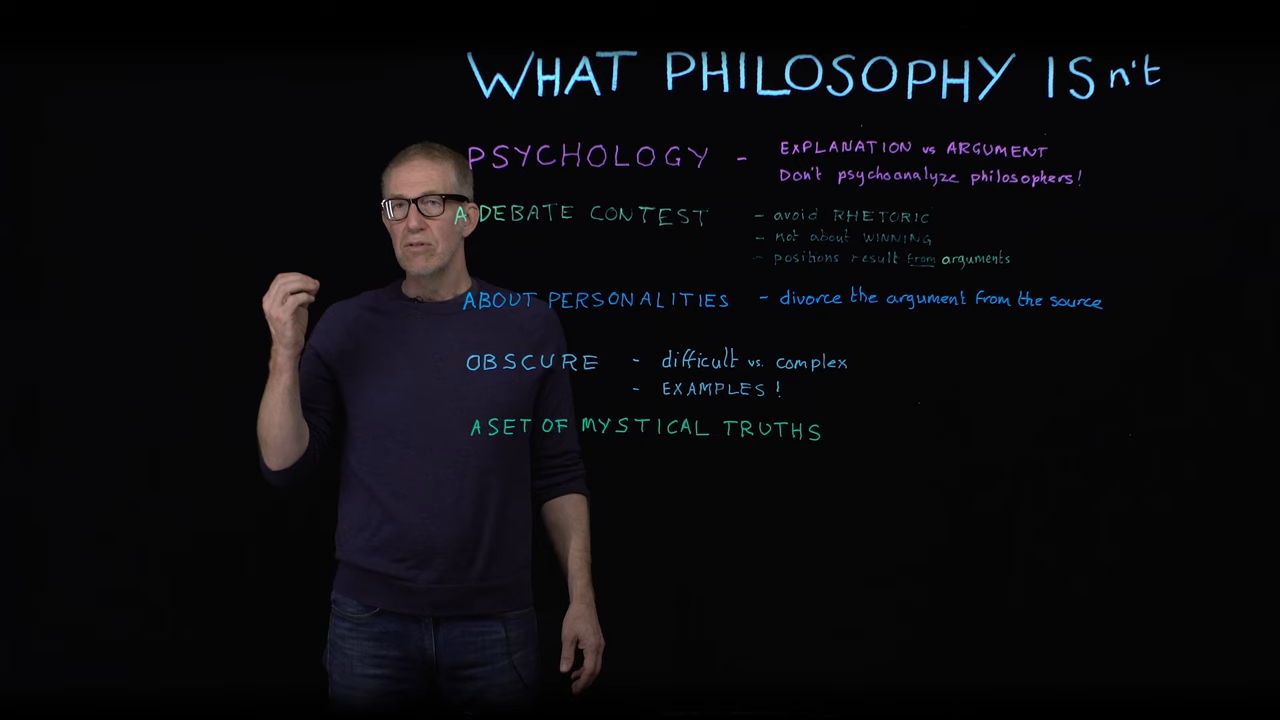 WHAT PHILOSOPHY ISn't
PSYCHOLOGY - EXPLANATION vs ARGUMENT
Don't psychoanalyze philosophers!
A DEBATE CONTEST - avoid RHETORIC
- not about WINNING
- positions result from arguments
ABOUT PERSONALITIES - divorce the argument from the source
OBSCURE - difficult vs. complex
- EXAMPLES!
A SET OF MYSTICAL TRUTHS